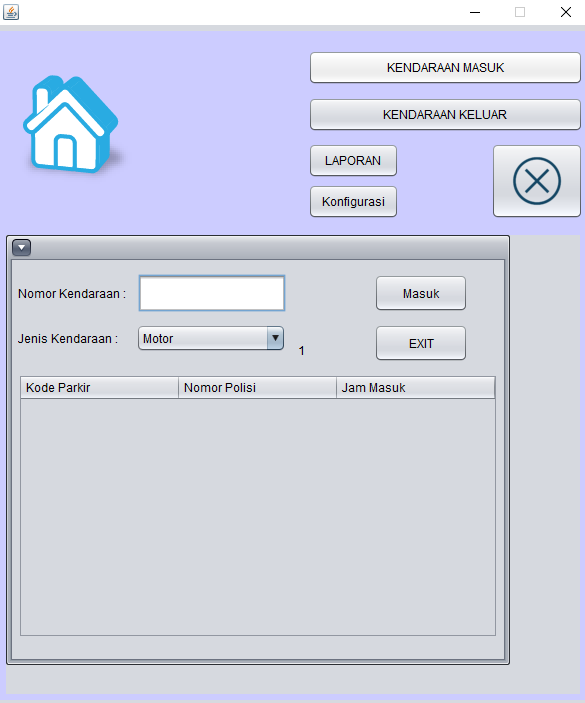 KENDARAAN MASUK
KENDARAAN KELUAR
LAPORAN
Konfigurasi
Nomor Kendaraan :
Masuk
Jenis Kendaraan :
Motor
1
EXIT
Kode Parkir
Nomor Polisi
Jam Masuk